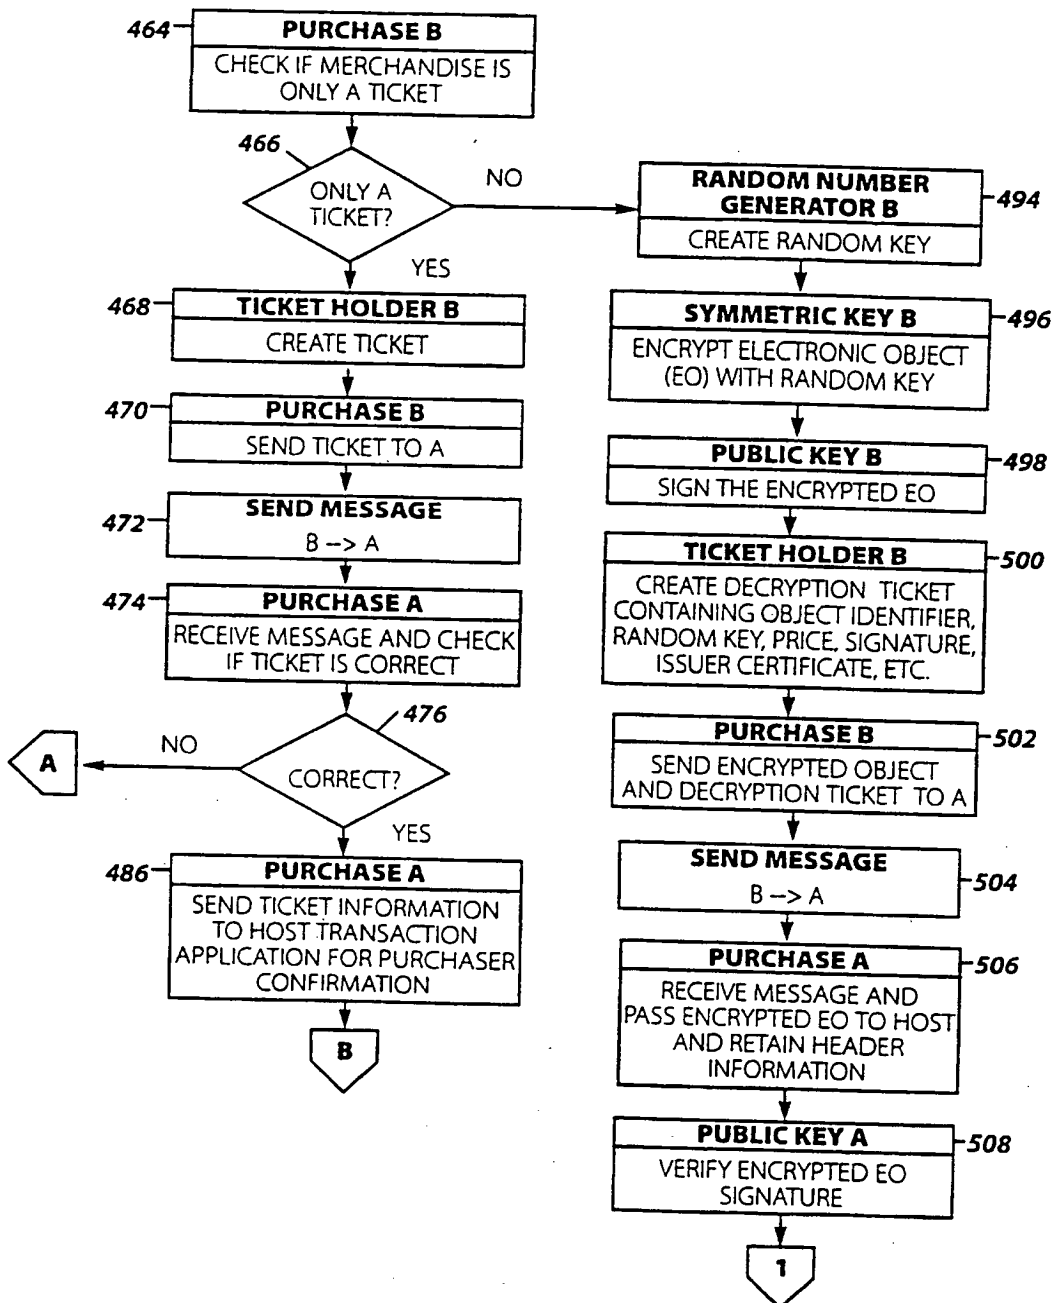 464
PURCHASE B
CHECK IF MERCHANDISE IS
ONLY A TICKET
466
ONLY A
TICKET?
NO
YES
468
TICKET HOLDER B
CREATE TICKET
470
PURCHASE B
SEND TICKET TO A
472
SEND MESSAGE
B --> A
474
PURCHASE A
RECEIVE MESSAGE AND CHECK
IF TICKET IS CORRECT
476
CORRECT?
NO
A
YES
486
PURCHASE A
SEND TICKET INFORMATION
TO HOST TRANSACTION
APPLICATION FOR PURCHASER
CONFIRMATION
B
RANDOM NUMBER
GENERATOR B
494
CREATE RANDOM KEY
SYMMETRIC KEY B
496
ENCRYPT ELECTRONIC OBJECT
(EO) WITH RANDOM KEY
PUBLIC KEY B
498
SIGN THE ENCRYPTED EO
TICKET HOLDER B
500
CREATE DECRYPTION TICKET
CONTAINING OBJECT IDENTIFIER,
RANDOM KEY, PRICE, SIGNATURE,
ISSUER CERTIFICATE, ETC.
PURCHASE B
502
SEND ENCRYPTED OBJECT
AND DECRYPTION TICKET TO A
SEND MESSAGE
504
B --> A
PURCHASE A
506
RECEIVE MESSAGE AND
PASS ENCRYPTED EO TO HOST
AND RETAIN HEADER
INFORMATION
PUBLIC KEY A
508
VERIFY ENCRYPTED EO
SIGNATURE
1